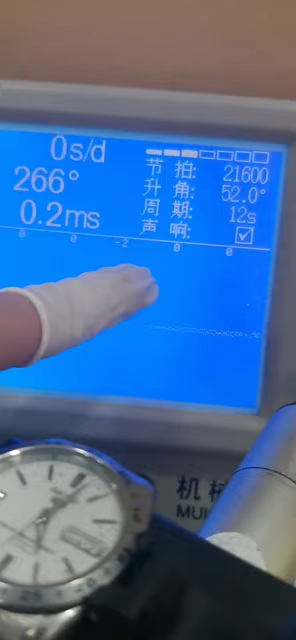 0s/d
266°
0.2ms
节 拍: 21600
升 角: 52.0°
周 期: 12s
声 响: ☑
0 0 -2 0 0
机 械
MUL